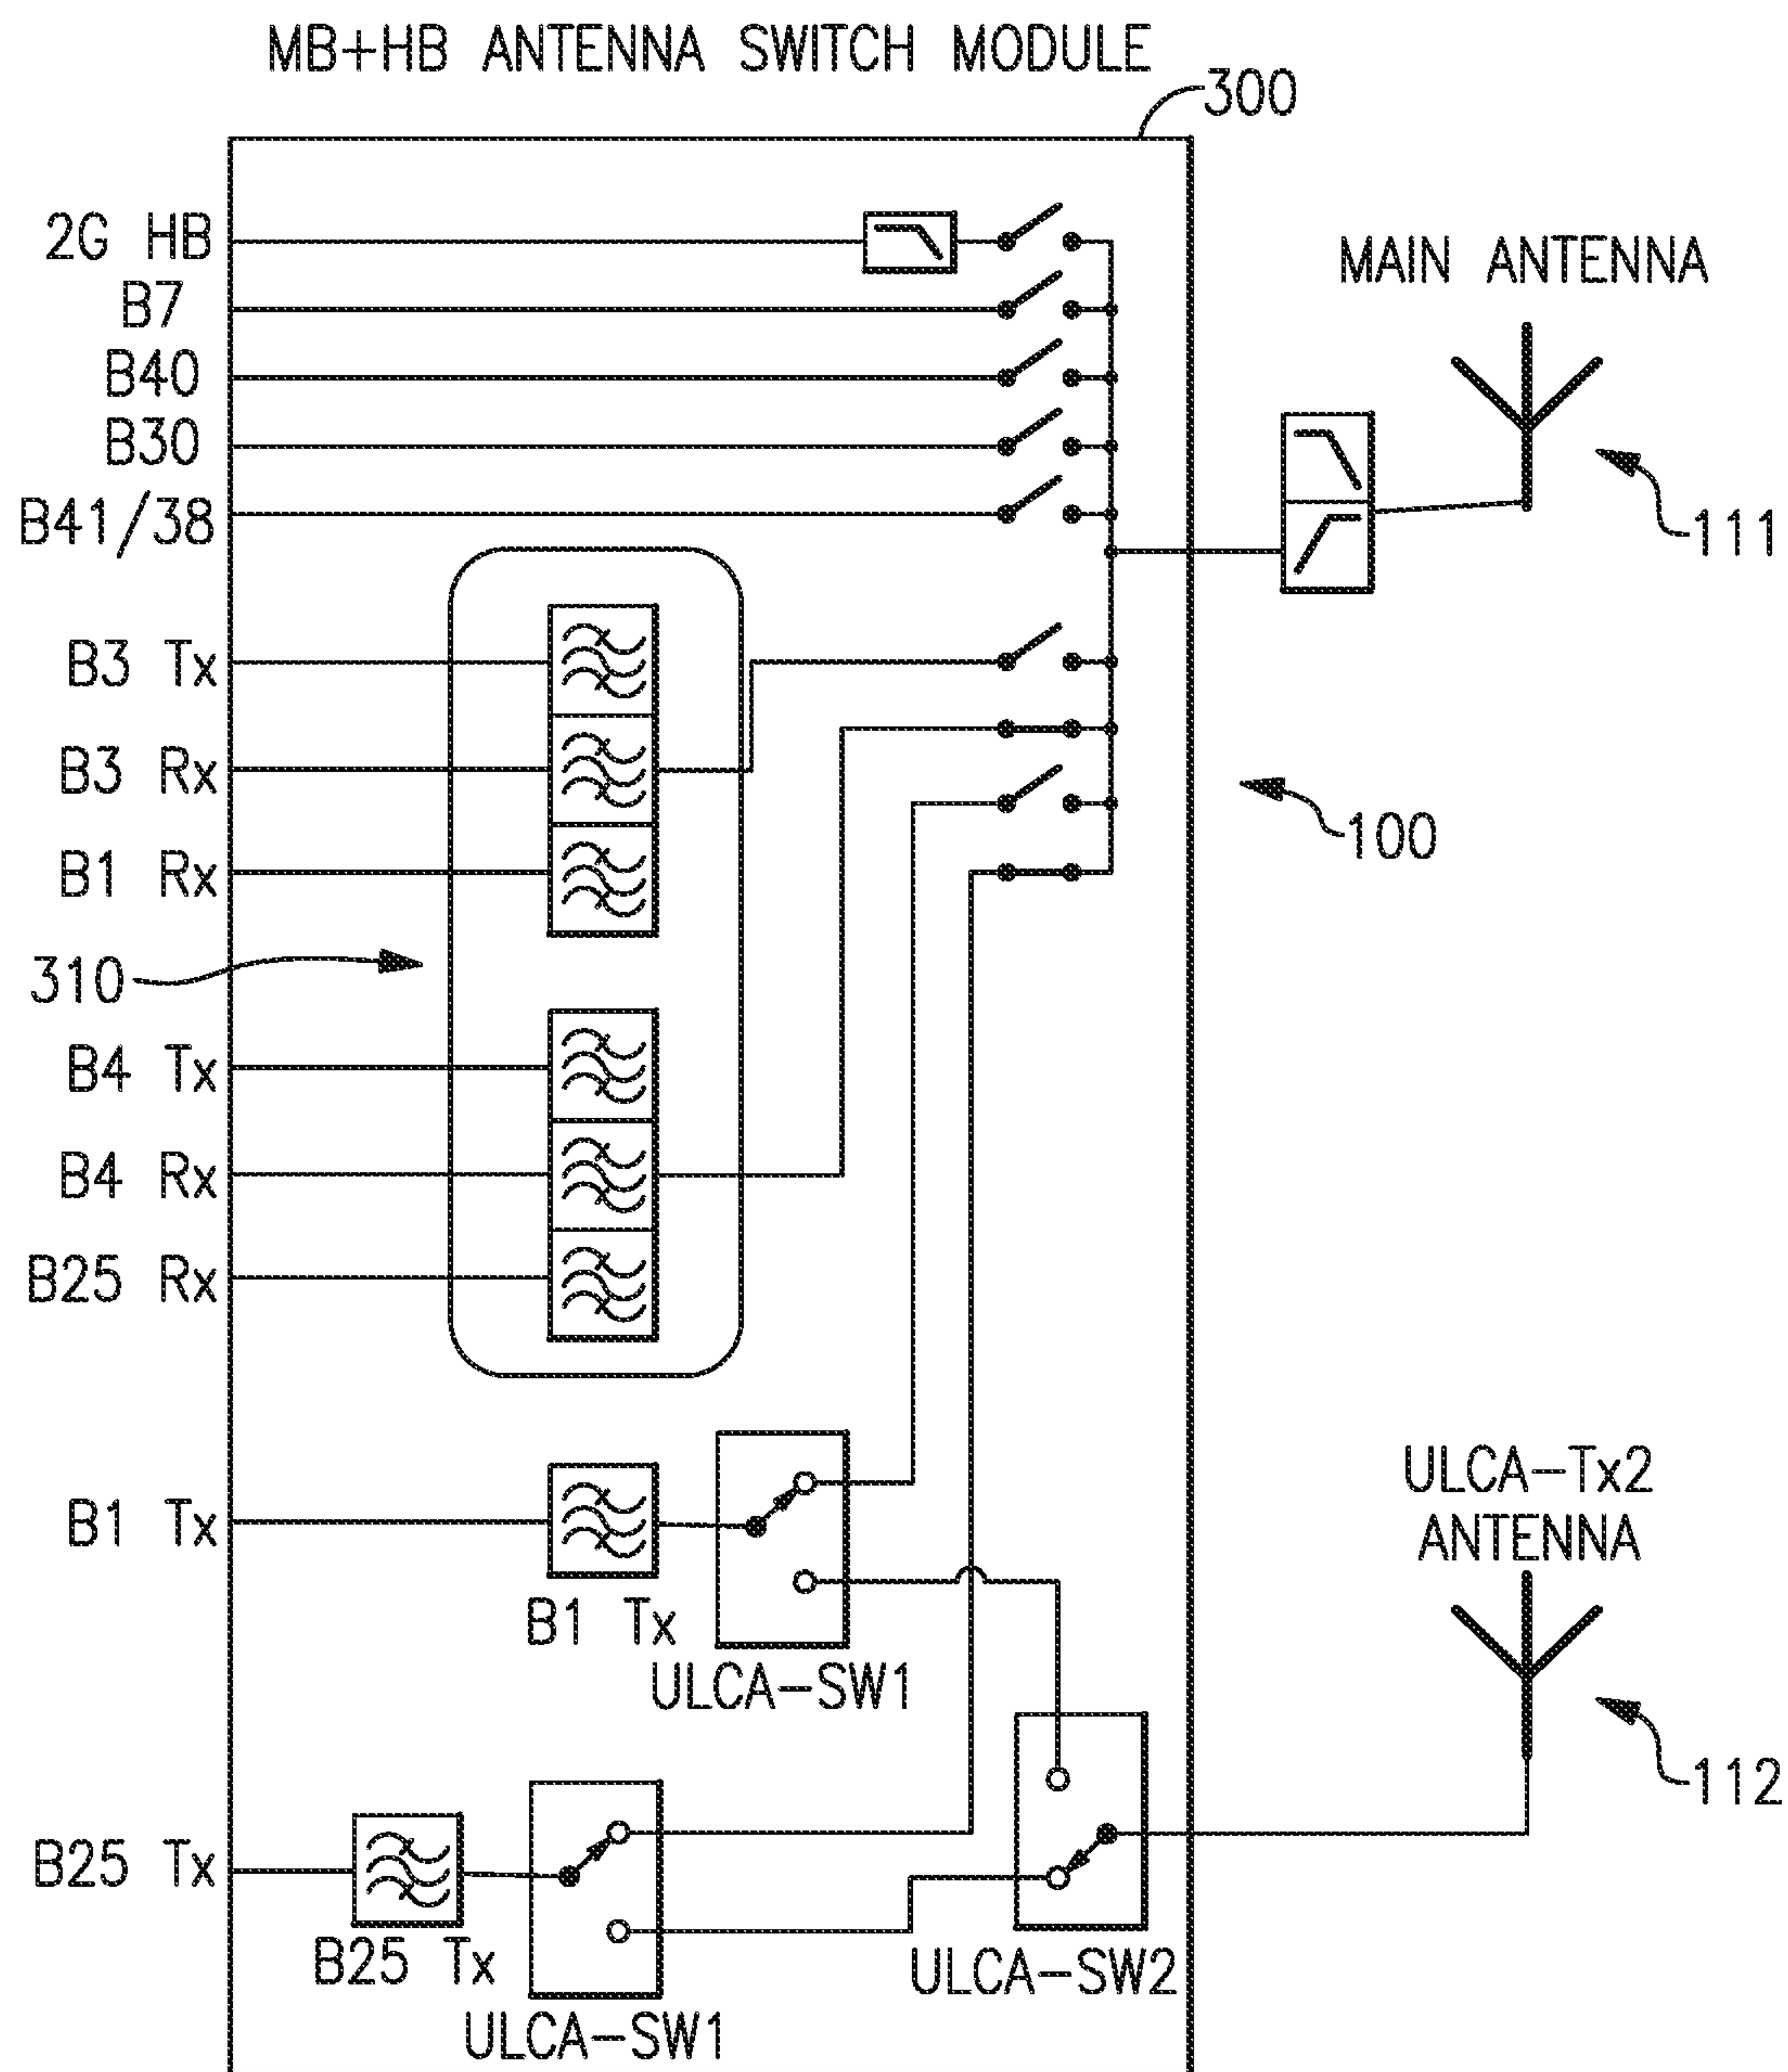 MB+HB ANTENNA SWITCH MODULE
300
2G HB
B7
B40
B30
B41/38
MAIN ANTENNA
111
B3 Tx
B3 Rx
B1 Rx
100
310
B4 Tx
B4 Rx
B25 Rx
B1 Tx
B1 Tx
ULCA-SW1
ULCA-Tx2
ANTENNA
112
B25 Tx
B25 Tx
ULCA-SW1
ULCA-SW2